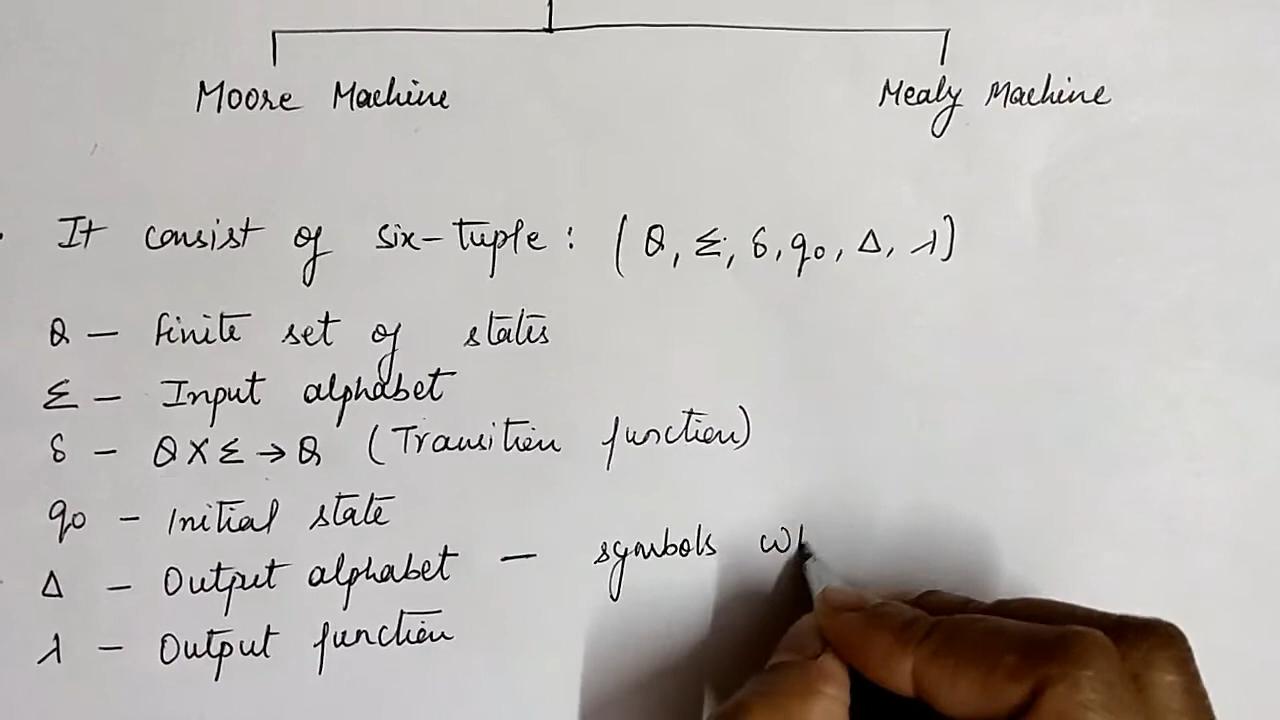 Moore Machine Mealy Machine
It consist of six-tuple : (Q, Σ, δ, q0, Δ, λ)
Q — finite set of states
Σ — Input alphabet
δ — Q X Σ → Q (Transition function)
q0 - Initial state
Δ - Output alphabet — symbols
λ - Output function